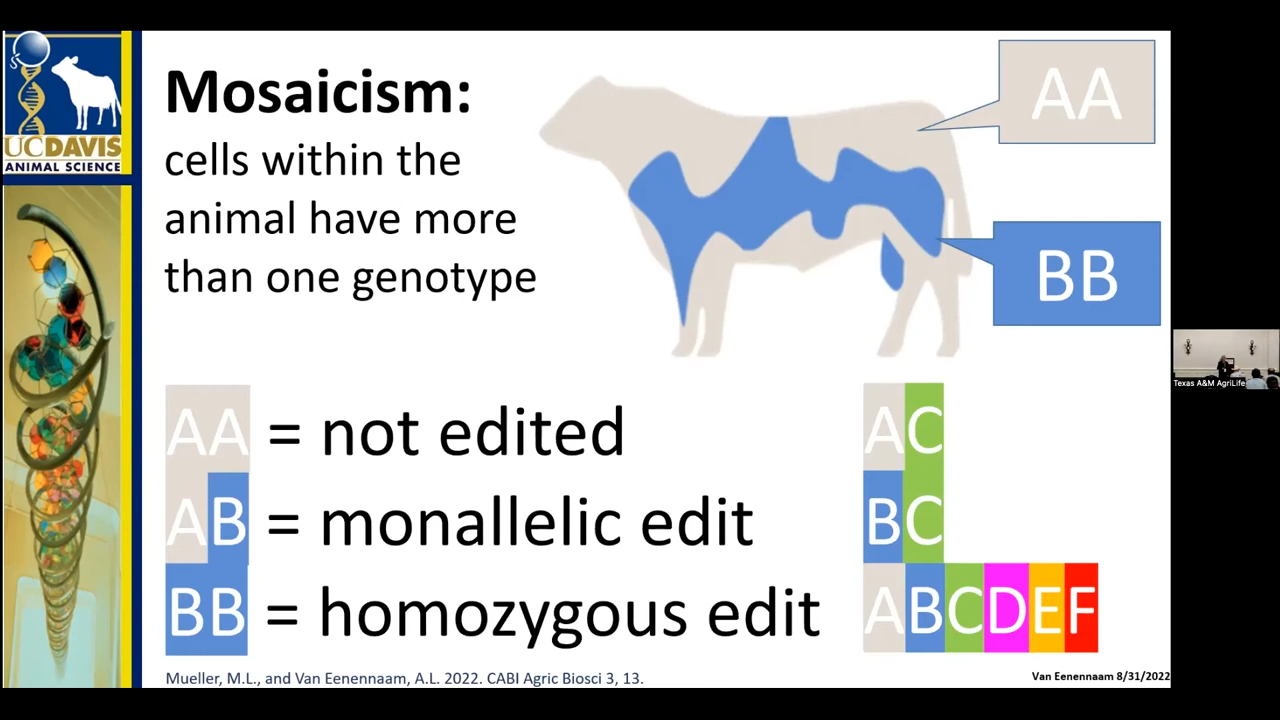 UCDAVIS
ANIMAL SCIENCE
Mosaicism:
cells within the
animal have more
than one genotype
AA
BB
AA = not edited
AB = monallelic edit
BB = homozygous edit
AC
BC
ABCDEF
Mueller, M.L., and Van Eenennaam, A.L. 2022. CABI Agric Biosci 3, 13.
Van Eenennaam 8/31/2022
Texas A&M AgriLife